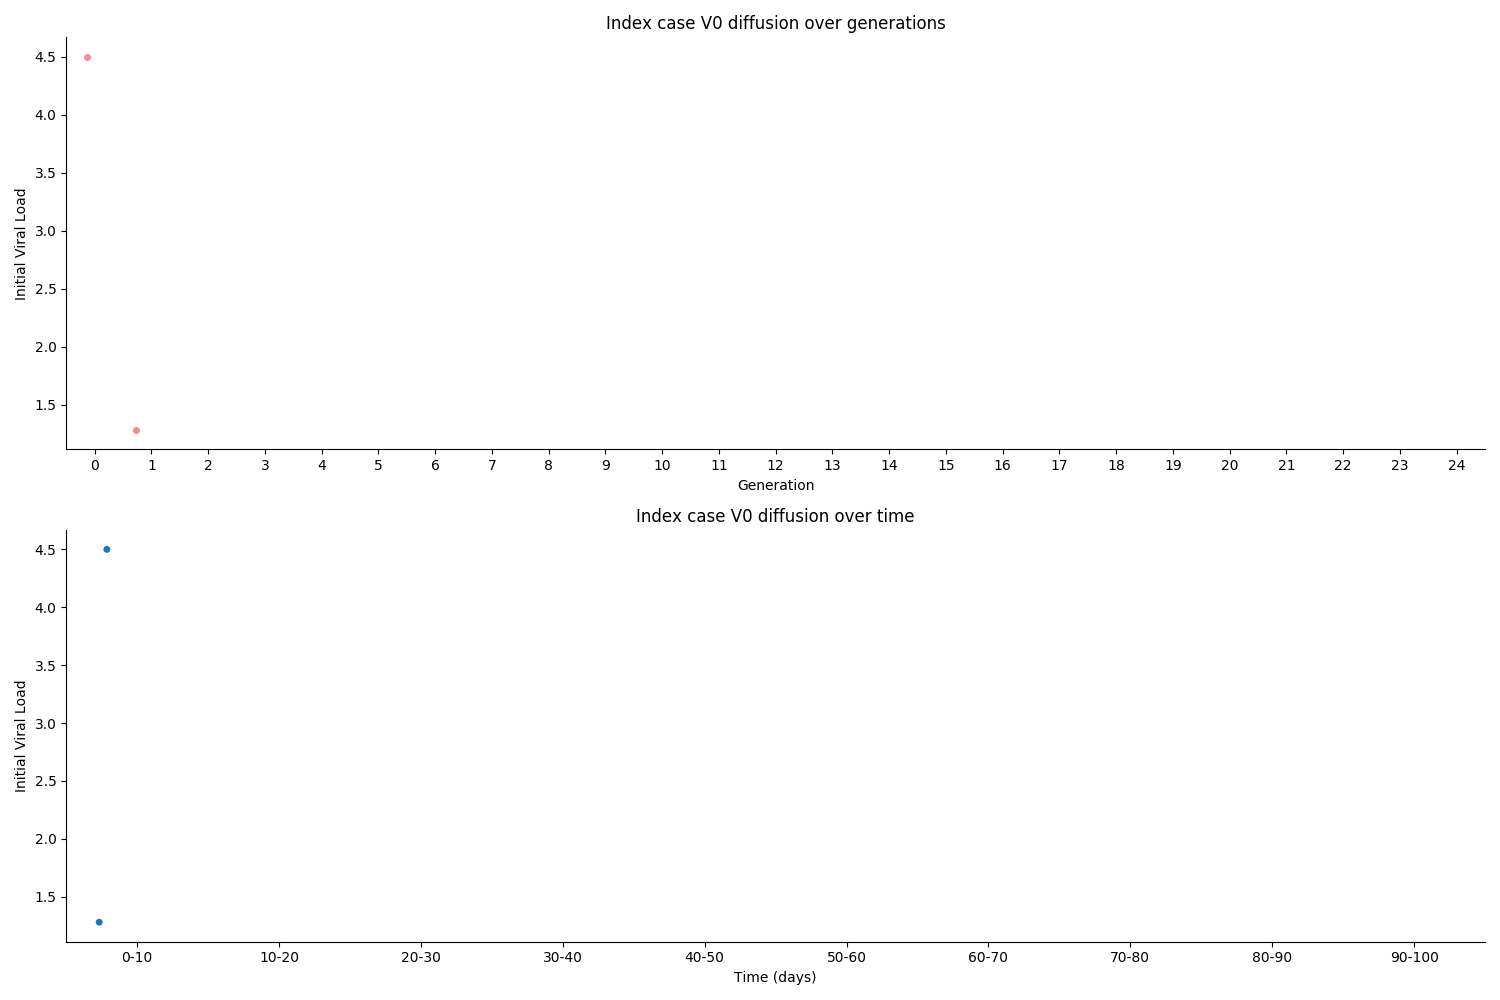 Index case V0 diffusion over generations
4.5
4.0
3.5
3.0
2.5
2.0
1.5
Initial Viral Load
0 1 2 3 4 5 6 7 8 9 10 11 12 13 14 15 16 17 18 19 20 21 22 23 24
Generation
Index case V0 diffusion over time
4.5
4.0
3.5
3.0
2.5
2.0
1.5
Initial Viral Load
0-10 10-20 20-30 30-40 40-50 50-60 60-70 70-80 80-90 90-100
Time (days)